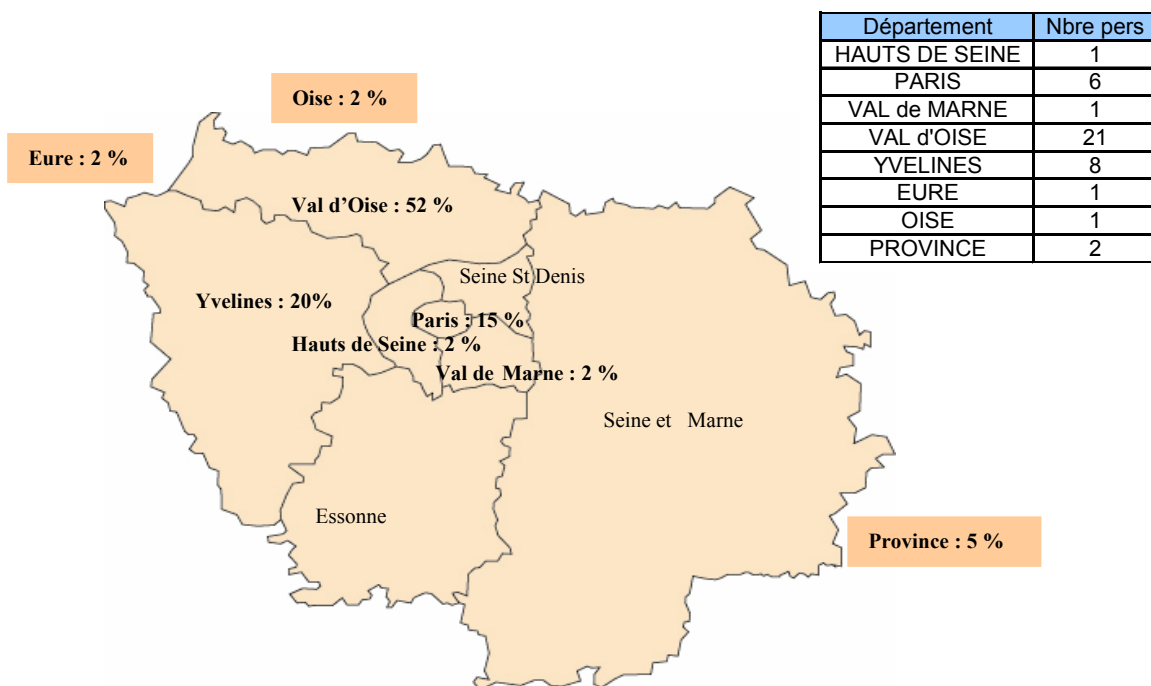 Département Nbre pers
HAUTS DE SEINE 1
PARIS 6
VAL de MARNE 1
VAL d'OISE 21
YVELINES 8
EURE 1
OISE 1
PROVINCE 2
Oise : 2 %
Eure : 2 %
Val d’Oise : 52 %
Seine St Denis
Yvelines : 20%
Paris : 15 %
Hauts de Seine : 2 %
Val de Marne : 2 %
Seine et Marne
Essonne
Province : 5 %